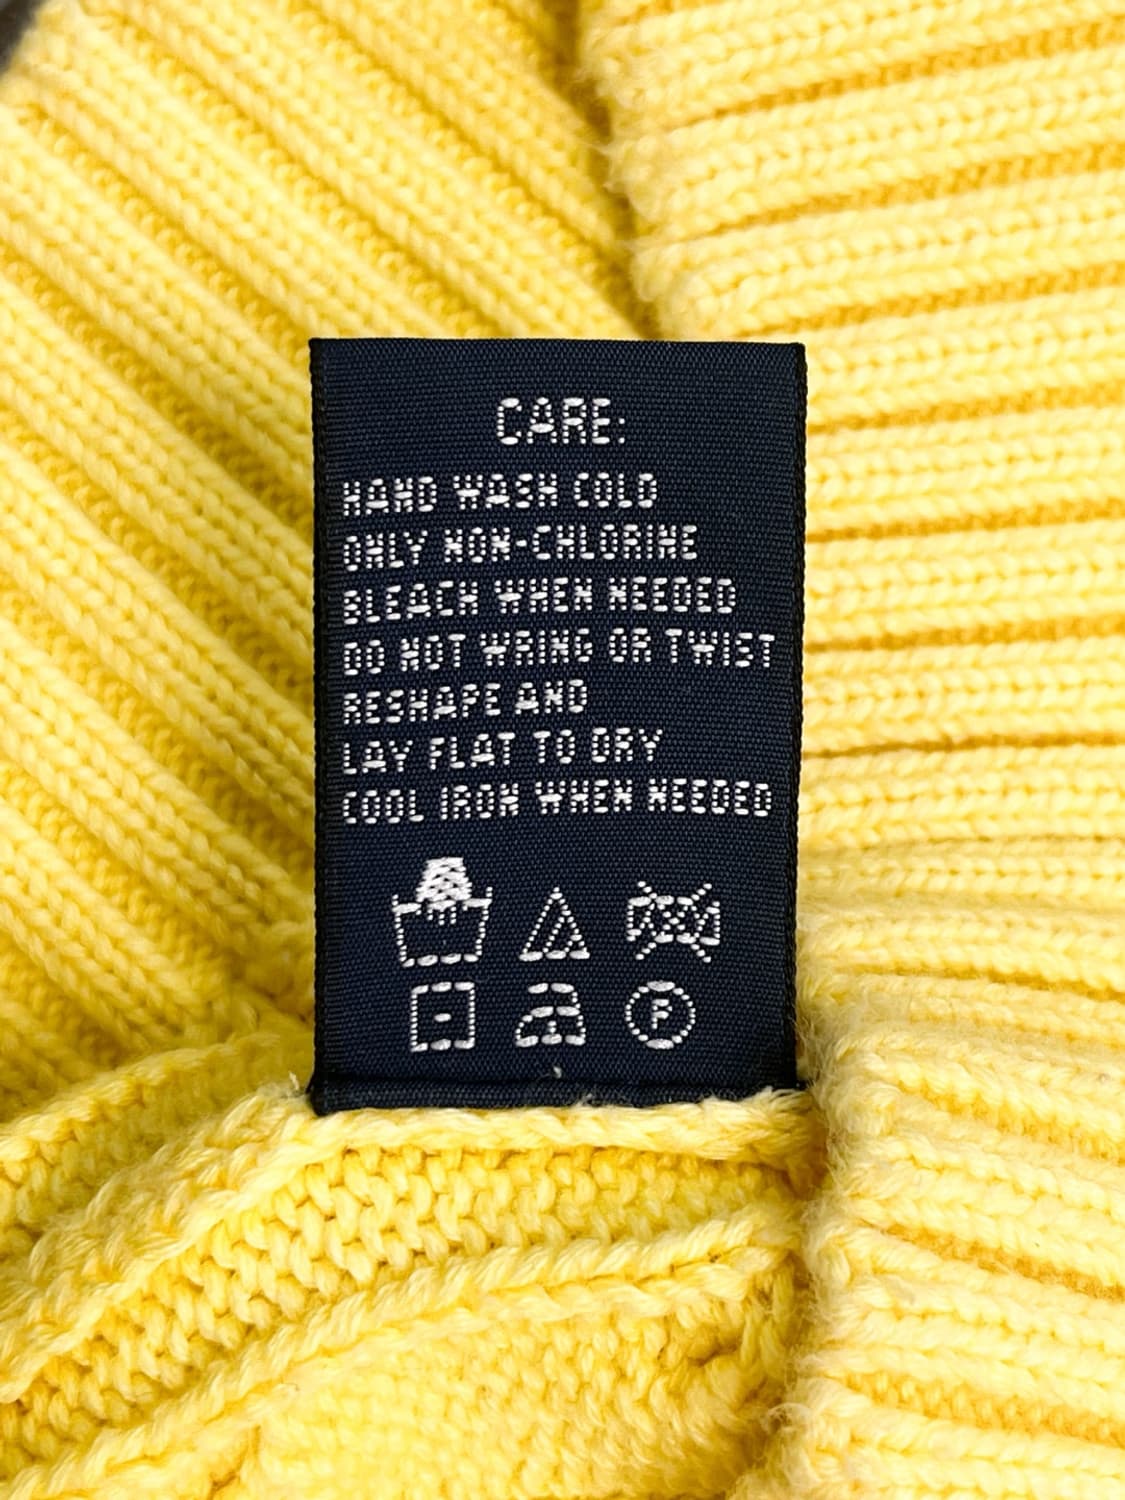 CARE:
HAND WASH COLD
ONLY NON-CHLORINE
BLEACH WHEN NEEDED
DO NOT WRING OR TWIST
RESHAPE AND
LAY FLAT TO DRY
COOL IRON WHEN NEEDED
F